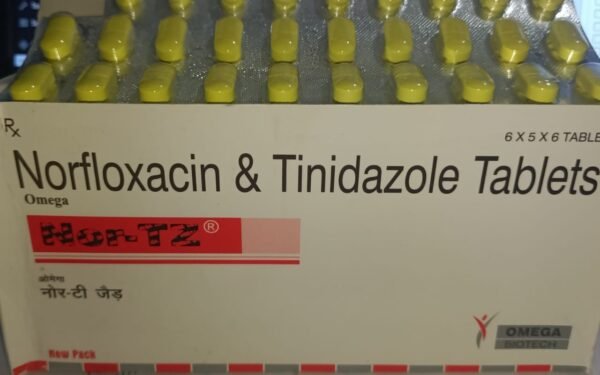 Rx
6 X 5 X 6 TABLE
Norfloxacin & Tinidazole Tablets
Omega
Nor-TZ®
ओमेगा
नोर-टी जैड़
OMEGA
BIOTECH
New Pack